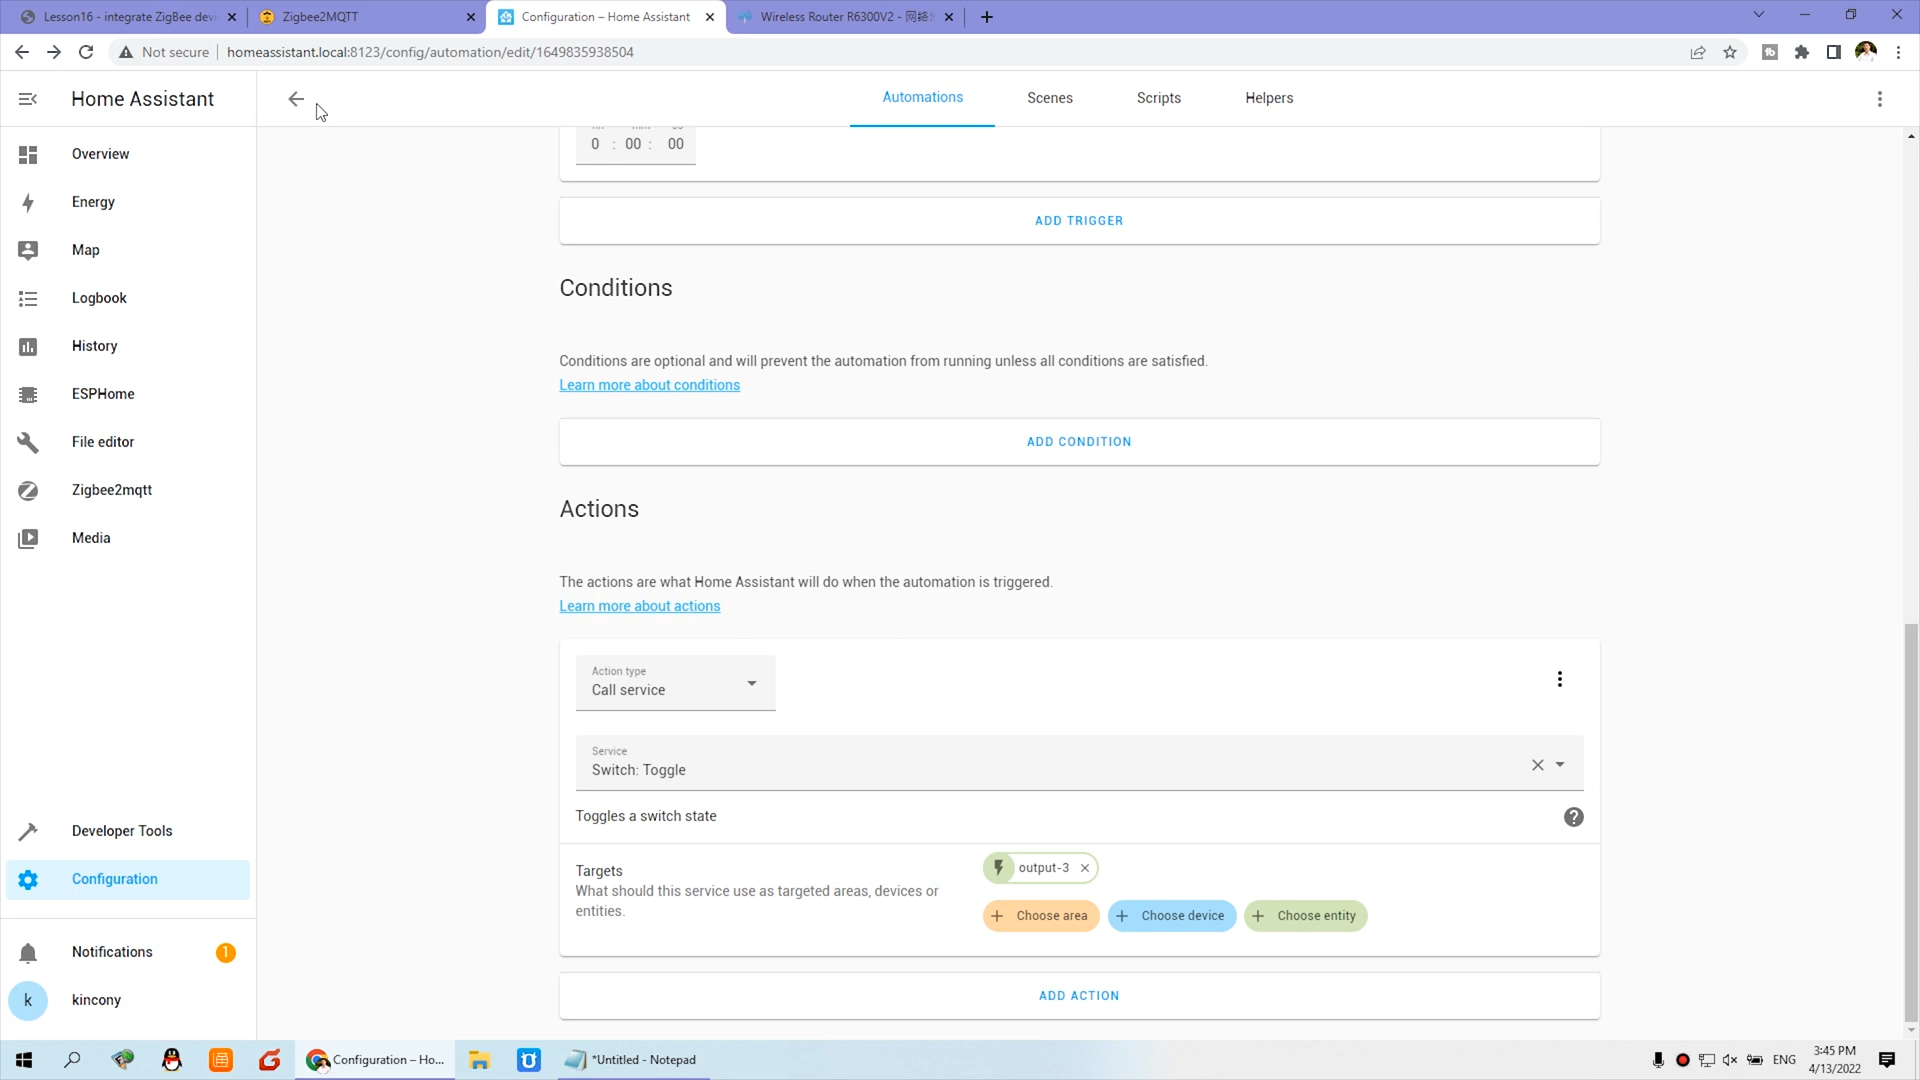 Lesson16 - integrate ZigBee devi
Zigbee2MQTT
Configuration – Home Assistant
Wireless Router R6300V2 - 网络
Not secure
homeassistant.local:8123/config/automation/edit/1649835938504
Home Assistant
Automations
Scenes
Scripts
Helpers
Overview
Energy
Map
Logbook
History
ESPHome
File editor
Zigbee2mqtt
Media
Developer Tools
Configuration
Notifications
1
k
kincony
0 : 00 : 00
ADD TRIGGER
Conditions
Conditions are optional and will prevent the automation from running unless all conditions are satisfied.
Learn more about conditions
ADD CONDITION
Actions
The actions are what Home Assistant will do when the automation is triggered.
Learn more about actions
Action type
Call service
Service
Switch: Toggle
Toggles a switch state
Targets
What should this service use as targeted areas, devices or
entities.
output-3
Choose area
Choose device
Choose entity
ADD ACTION
Configuration – Ho...
*Untitled - Notepad
ENG
3:45 PM
4/13/2022